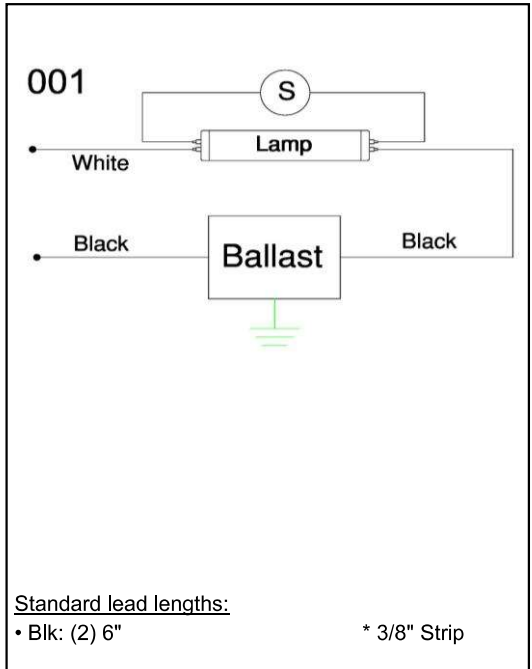 001
S
Lamp
White
Black
Ballast
Black
Standard lead lengths:
• Blk: (2) 6" * 3/8" Strip